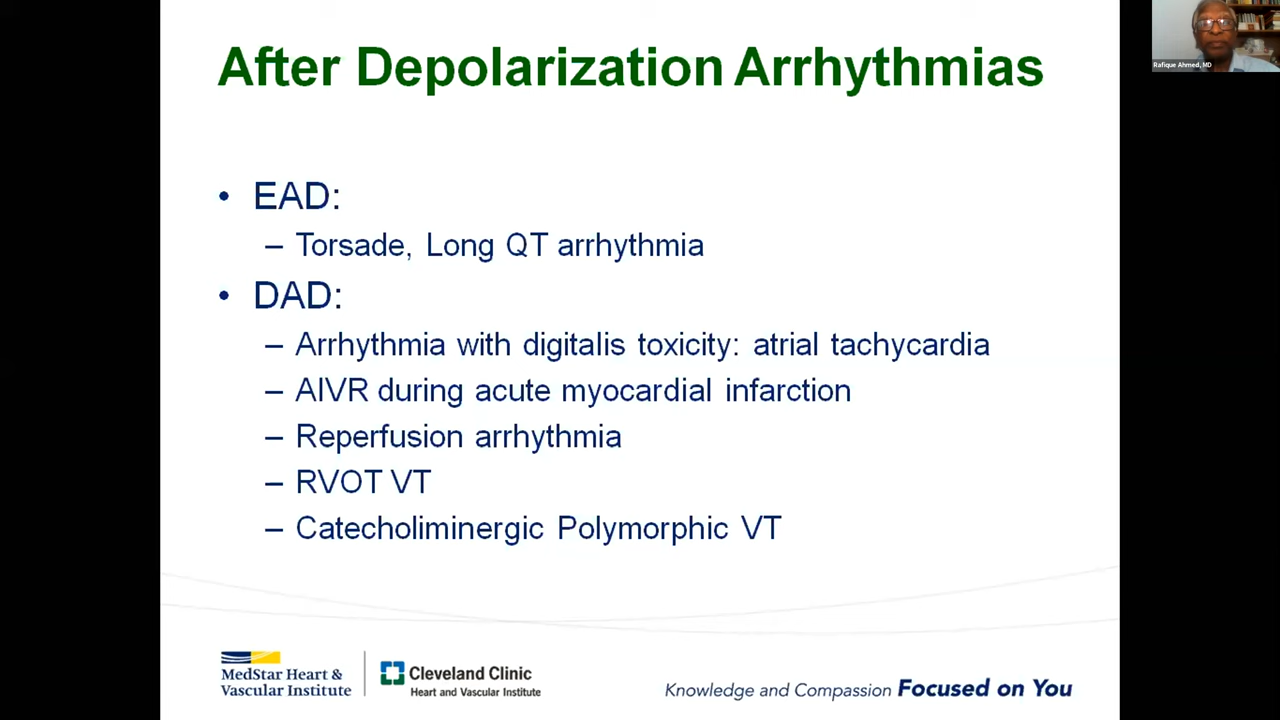 After Depolarization Arrhythmias
Rafique Ahmed, MD
• EAD:
– Torsade, Long QT arrhythmia
• DAD:
– Arrhythmia with digitalis toxicity: atrial tachycardia
– AIVR during acute myocardial infarction
– Reperfusion arrhythmia
– RVOT VT
– Catecholiminergic Polymorphic VT
MedStar Heart &
Vascular Institute
Cleveland Clinic
Heart and Vascular Institute
Knowledge and Compassion Focused on You